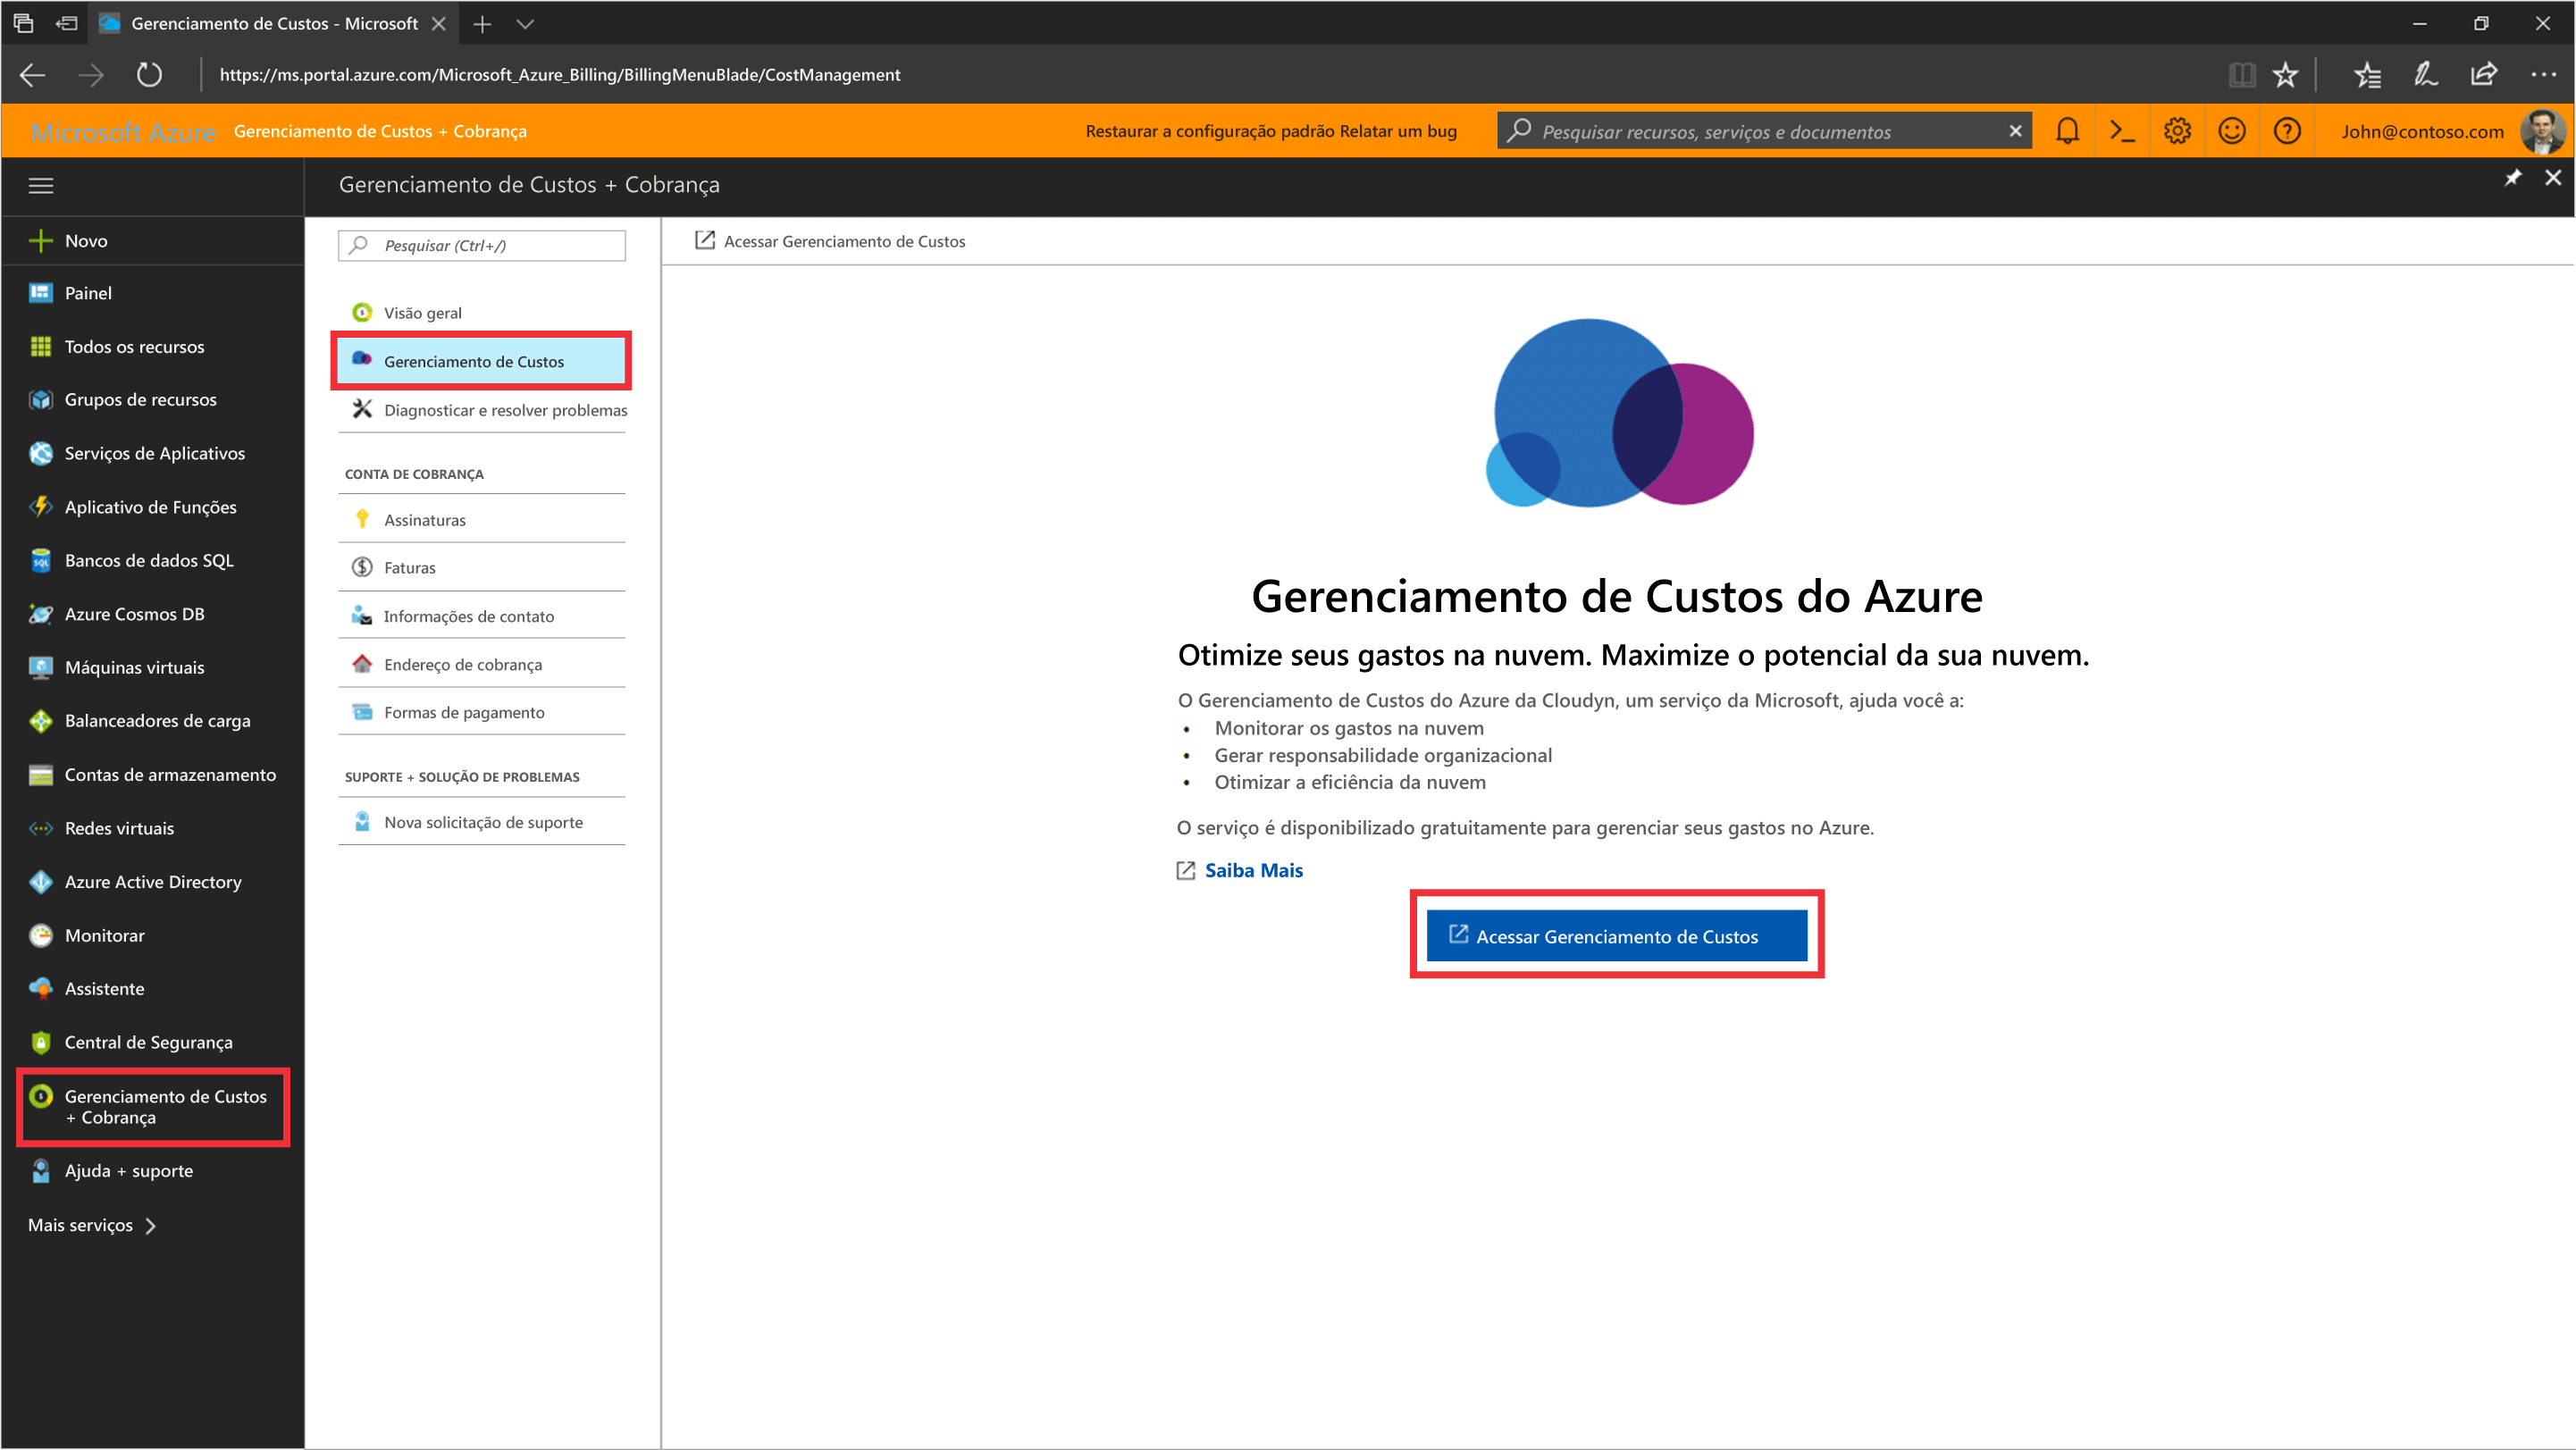 Gerenciamento de Custos - Microsoft
https://ms.portal.azure.com/Microsoft_Azure_Billing/BillingMenuBlade/CostManagement
Microsoft Azure Gerenciamento de Custos + Cobrança Restaurar a configuração padrão Relatar um bug Pesquisar recursos, serviços e documentos John@contoso.com
Gerenciamento de Custos + Cobrança
Novo
Painel
Todos os recursos
Grupos de recursos
Serviços de Aplicativos
Aplicativo de Funções
Bancos de dados SQL
Azure Cosmos DB
Máquinas virtuais
Balanceadores de carga
Contas de armazenamento
Redes virtuais
Azure Active Directory
Monitorar
Assistente
Central de Segurança
Gerenciamento de Custos
+ Cobrança
Ajuda + suporte
Mais serviços
Pesquisar (Ctrl+/)
Visão geral
Gerenciamento de Custos
Diagnosticar e resolver problemas
CONTA DE COBRANÇA
Assinaturas
Faturas
Informações de contato
Endereço de cobrança
Formas de pagamento
SUPORTE + SOLUÇÃO DE PROBLEMAS
Nova solicitação de suporte
Acessar Gerenciamento de Custos
Gerenciamento de Custos do Azure
Otimize seus gastos na nuvem. Maximize o potencial da sua nuvem.
O Gerenciamento de Custos do Azure da Cloudyn, um serviço da Microsoft, ajuda você a:
• Monitorar os gastos na nuvem
• Gerar responsabilidade organizacional
• Otimizar a eficiência da nuvem
O serviço é disponibilizado gratuitamente para gerenciar seus gastos no Azure.
Saiba Mais
Acessar Gerenciamento de Custos